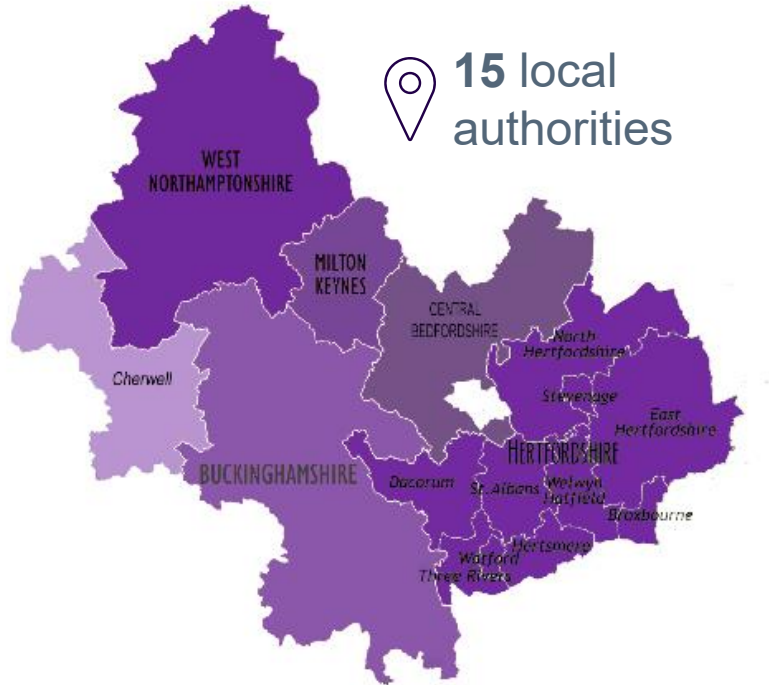 15 local
authorities
WEST
NORTHAMPTONSHIRE
MILTON
KEYNES
CENTRAL
BEDFORDSHIRE
North
Hertfordshire
Cherwell
Stevenage
East
Hertfordshire
HERTFORDSHIRE
BUCKINGHAMSHIRE
Dacorum
St. Albans
Welwyn
Hatfield
Broxbourne
Hertsmere
Watford
Three Rivers